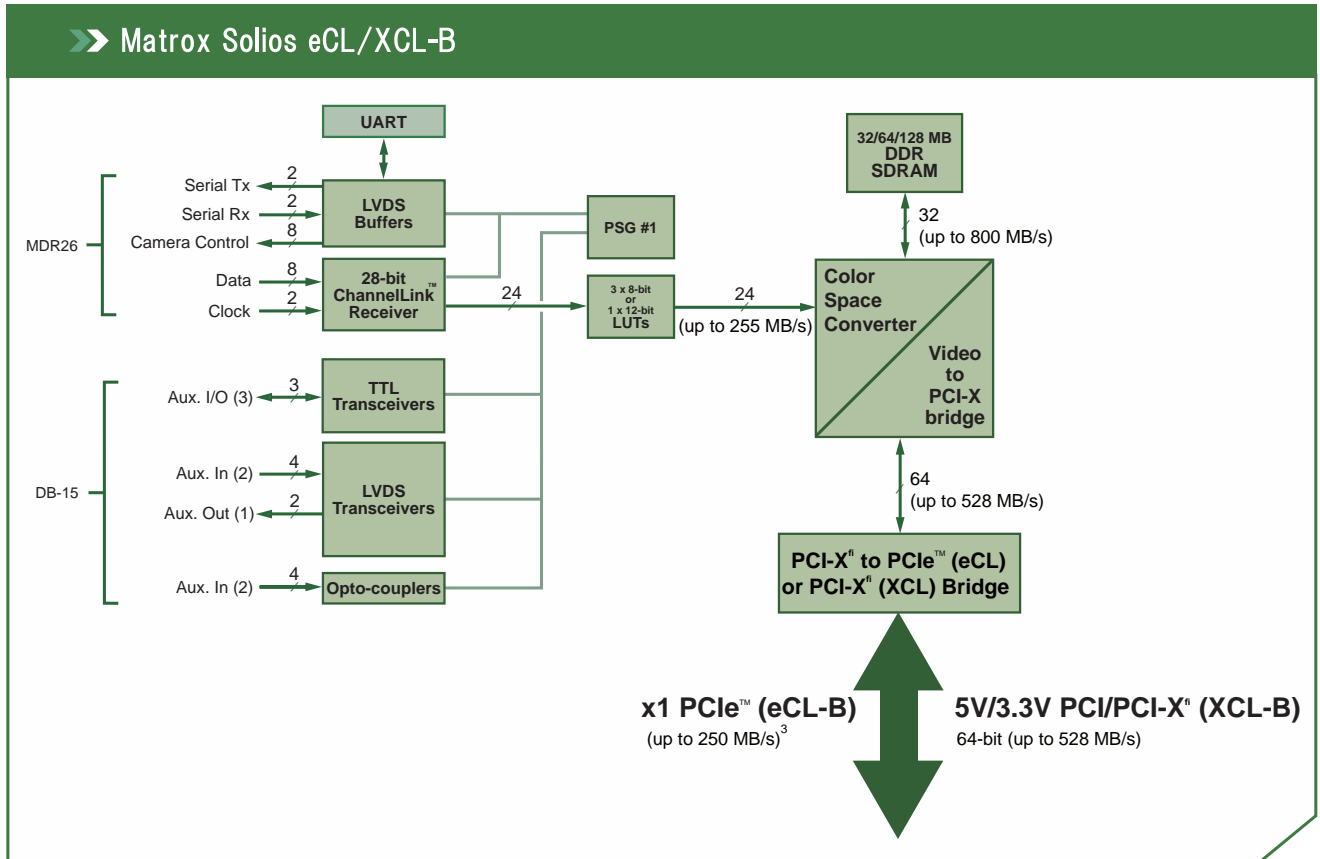 Matrox Solios eCL/XCL-B
UART
32/64/128 MB
DDR
SDRAM
MDR26
Serial Tx
2
Serial Rx
2
Camera Control
8
LVDS
Buffers
PSG #1
32
(up to 800 MB/s)
Data
8
Clock
2
28-bit
ChannelLink™
Receiver
24
3 x 8-bit
or
1 x 12-bit
LUTs
24
(up to 255 MB/s)
Color
Space
Converter
Video
to
PCI-X
bridge
DB-15
Aux. I/O (3)
3
TTL
Transceivers
Aux. In (2)
4
Aux. Out (1)
2
LVDS
Transceivers
64
(up to 528 MB/s)
Aux. In (2)
4
Opto-couplers
PCI-Xfi to PCIe™ (eCL)
or PCI-Xfi (XCL) Bridge
x1 PCIe™ (eCL-B)
(up to 250 MB/s)3
5V/3.3V PCI/PCI-Xfi (XCL-B)
64-bit (up to 528 MB/s)